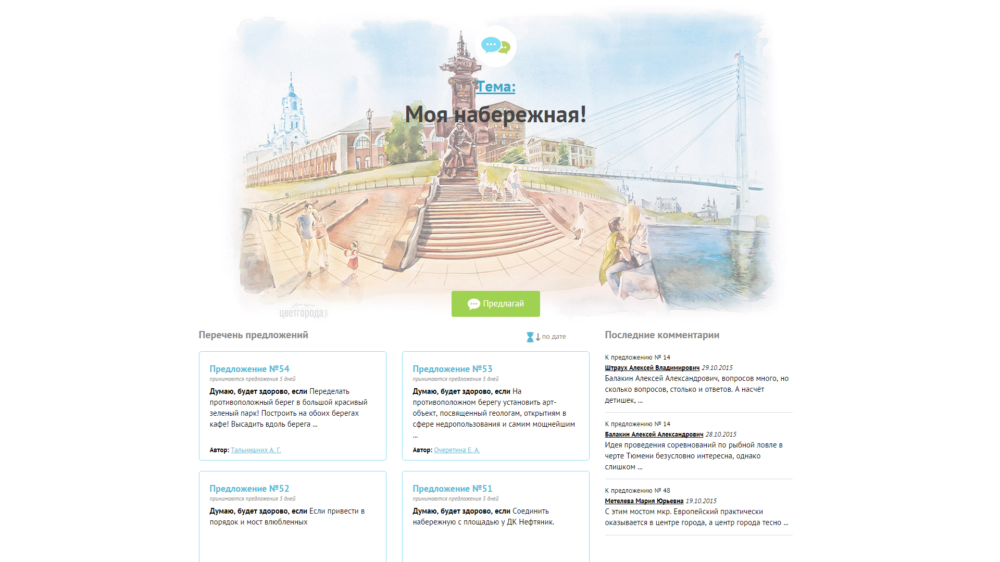 Тема:
Моя набережная!
цветгорода
Предлагай
Перечень предложений
по дате
Последние комментарии
Предложение №54
принимаются предложения 5 дней
Думаю, будет здорово, если Переделать
противоположный берег в большой красивый
зеленый парк! Построить на обоих берегах
кафе! Высадить вдоль берега ...
Автор: Тальнишних А. Г.
Предложение №53
принимаются предложения 5 дней
Думаю, будет здорово, если На
противоположном берегу установить арт-
объект, посвященный геологам, открытиям в
сфере недропользования и самим мощнейшим
...
Автор: Очеретина Е. А.
Предложение №52
принимаются предложения 5 дней
Думаю, будет здорово, если Если привести в
порядок и мост влюбленных
Предложение №51
принимаются предложения 5 дней
Думаю, будет здорово, если Соединить
набережную с площадью у ДК Нефтяник.
К предложению № 14
Штраух Алексей Владимирович 29.10.2015
Балакин Алексей Александрович, вопросов много, но
сколько вопросов, столько и ответов. А насчёт
детишек, ...
К предложению № 14
Балакин Алексей Александрович 28.10.2015
Идея проведения соревнований по рыбной ловле в
черте Тюмени безусловно интересна, однако
слишком ...
К предложению № 48
Метелева Мария Юрьевна 19.10.2015
С этим мостом мкр. Европейский практически
оказывается в центре города, а центр города тесно ...